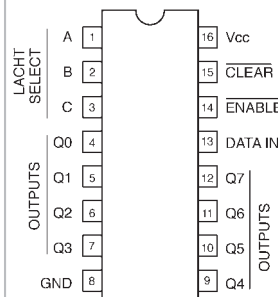 A 1 16 Vcc
B 2 15 CLEAR
C 3 14 ENABLE
LACHT
SELECT
Q0 4 13 DATA IN
Q1 5 12 Q7
Q2 6 11 Q6
Q3 7 10 Q5
OUTPUTS
OUTPUTS
GND 8 9 Q4